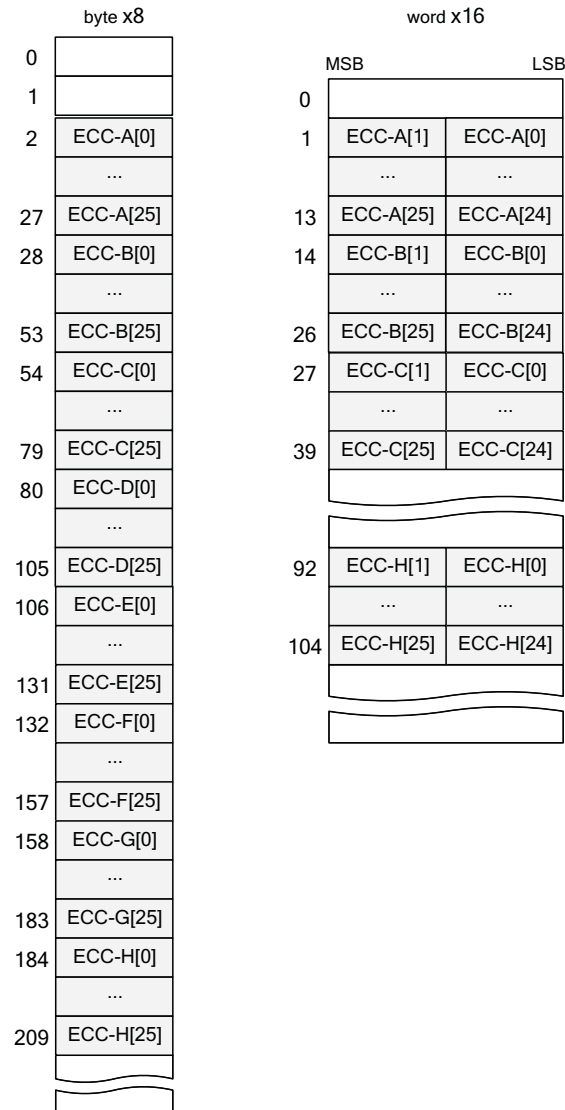 byte x8
0
1
2 ECC-A[0]
...
27 ECC-A[25]
28 ECC-B[0]
...
53 ECC-B[25]
54 ECC-C[0]
...
79 ECC-C[25]
80 ECC-D[0]
...
105 ECC-D[25]
106 ECC-E[0]
...
131 ECC-E[25]
132 ECC-F[0]
...
157 ECC-F[25]
158 ECC-G[0]
...
183 ECC-G[25]
184 ECC-H[0]
...
209 ECC-H[25]
word x16
MSB LSB
0
1 ECC-A[1] ECC-A[0]
... ...
13 ECC-A[25] ECC-A[24]
14 ECC-B[1] ECC-B[0]
... ...
26 ECC-B[25] ECC-B[24]
27 ECC-C[1] ECC-C[0]
... ...
39 ECC-C[25] ECC-C[24]
92 ECC-H[1] ECC-H[0]
... ...
104 ECC-H[25] ECC-H[24]